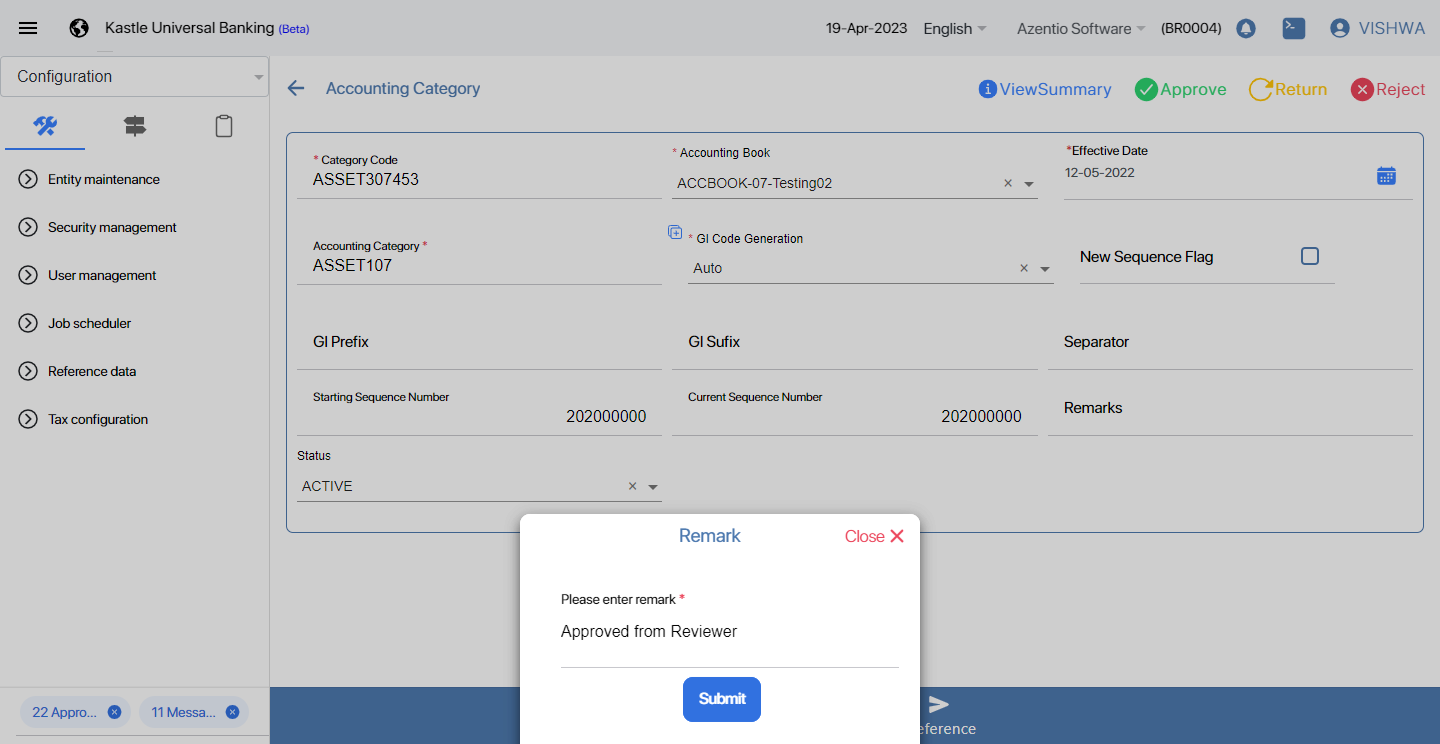 Kastle Universal Banking (Beta)
19-Apr-2023
English
Azentio Software
(BR0004)
VISHWA
Configuration
Accounting Category
ViewSummary
Approve
Return
Reject
Entity maintenance
Security management
User management
Job scheduler
Reference data
Tax configuration
* Category Code
ASSET307453
* Accounting Book
ACCBOOK-07-Testing02
*Effective Date
12-05-2022
Accounting Category *
ASSET107
* Gl Code Generation
Auto
New Sequence Flag
Gl Prefix
Gl Sufix
Separator
Starting Sequence Number
202000000
Current Sequence Number
202000000
Remarks
Status
ACTIVE
Remark
Close
Please enter remark *
Approved from Reviewer
Submit
22 Appro...
11 Messa...
eference